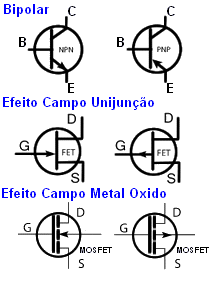 Bipolar
C C
B NPN B PNP
E E
Efeito Campo Unijunção
D D
G FET G FET
S S
Efeito Campo Metal Oxido
D D
G G
MOSFET MOSFET
S S